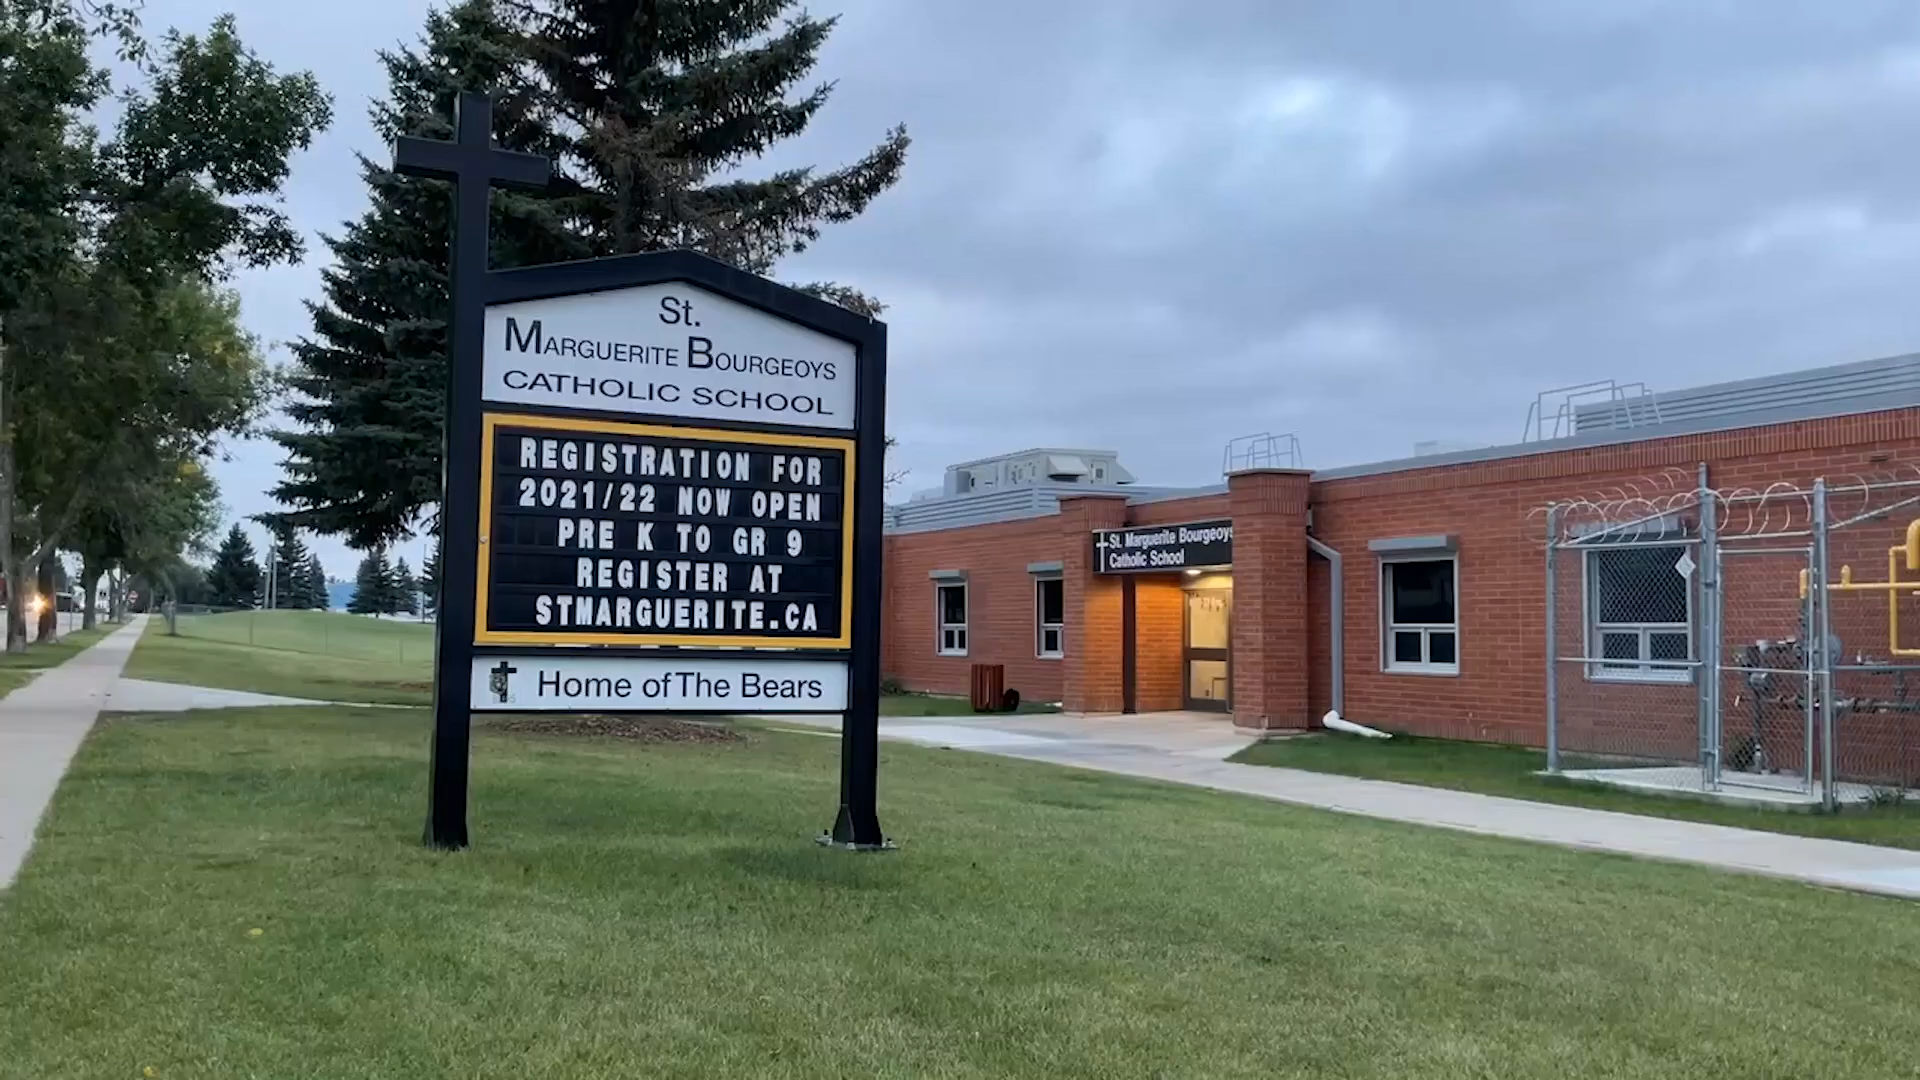 St.
MARGUERITE BOURGEOYS
CATHOLIC SCHOOL
REGISTRATION FOR
2021/22 NOW OPEN
PRE K TO GR 9
REGISTER AT
STMARGUERITE.CA
Home of The Bears
St. Marguerite Bourgeoys
Catholic School